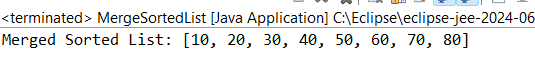 <terminated> MergeSortedList [Java Application] C:\Eclipse\eclipse-jee-2024-06
Merged Sorted List: [10, 20, 30, 40, 50, 60, 70, 80]